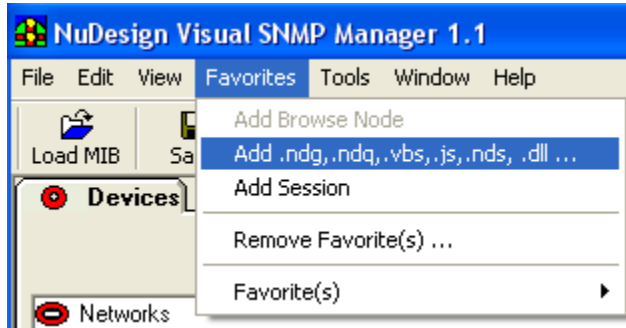 NuDesign Visual SNMP Manager 1.1
File Edit View Favorites Tools Window Help
Add Browse Node
Load MIB Sa Add .ndg,.ndq,.vbs,.js,.nds, .dll ...
Devices Add Session
Remove Favorite(s) ...
Favorite(s)
Networks